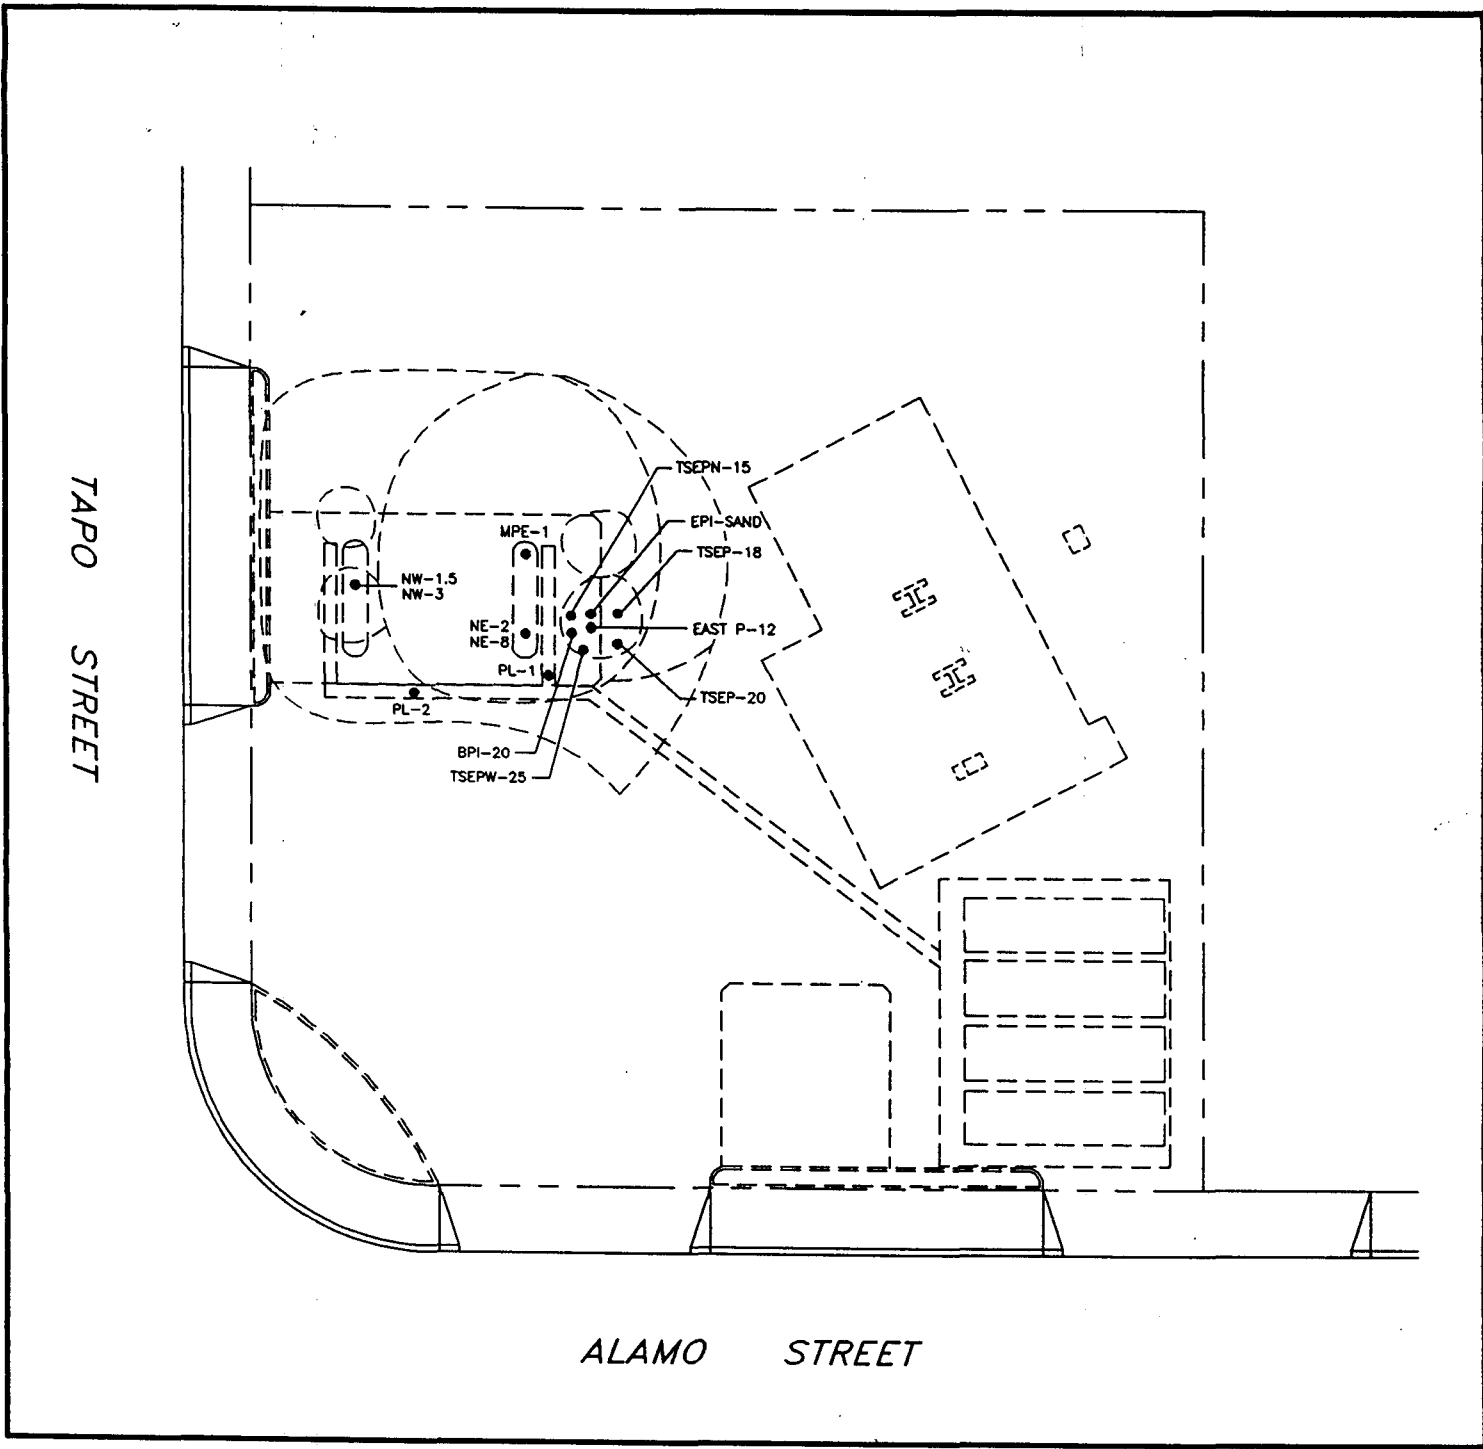 TSEPN-15
EPI-SAND
MPE-1
TSEP-18
NW-1.5
NW-3
NE-2
NE-8
EAST P-12
PL-1
TSEP-20
PL-2
BPI-20
TSEPW-25
TAPO STREET
ALAMO STREET